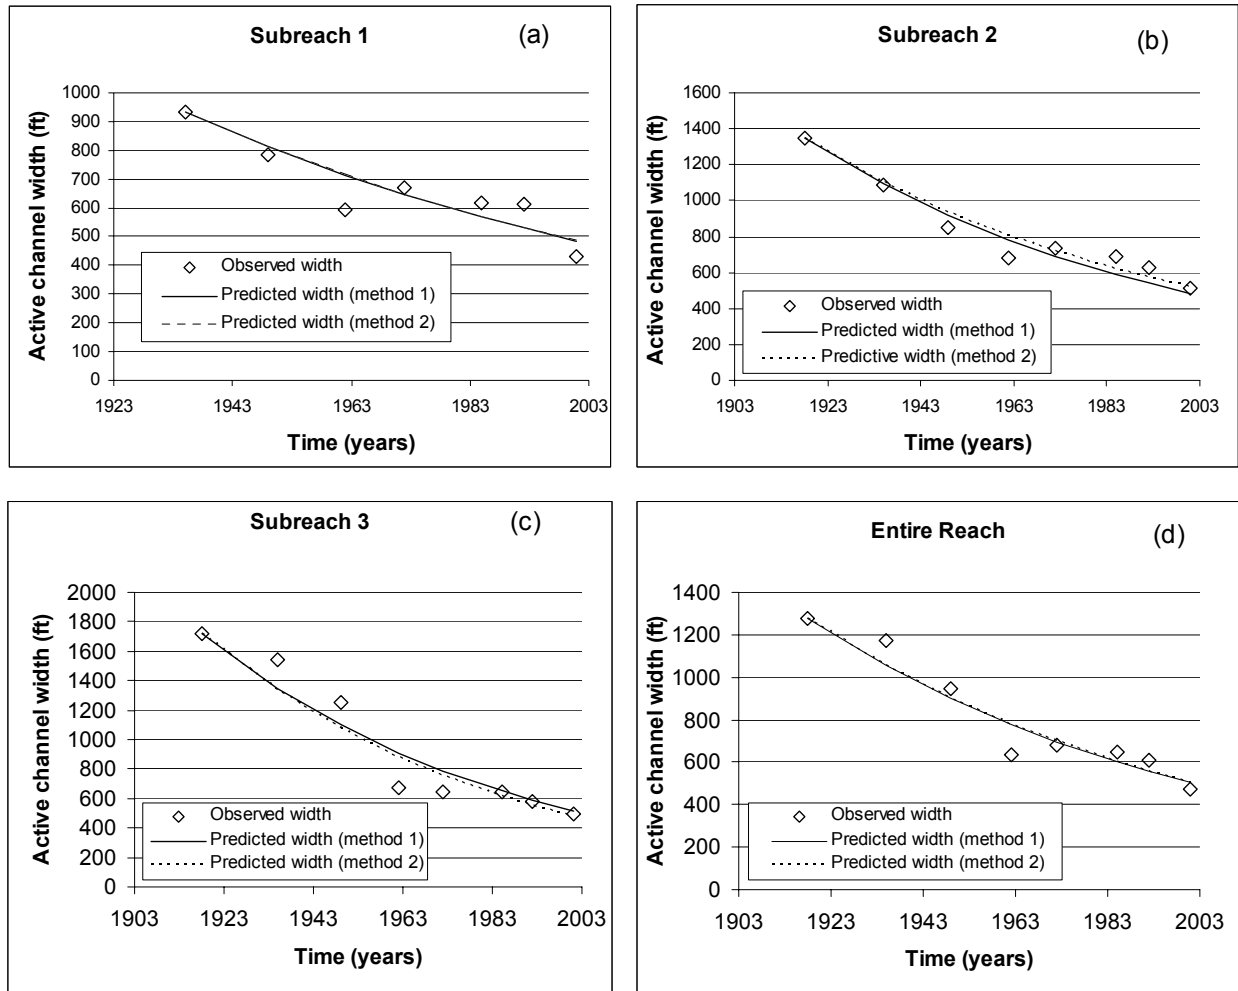 Subreach 1
(a)
Active channel width (ft)
1000
900
800
700
600
500
400
300
200
100
0
Observed width
Predicted width (method 1)
Predicted width (method 2)
1923
1943
1963
1983
2003
Time (years)
Subreach 2
(b)
Active channel width (ft)
1600
1400
1200
1000
800
600
400
200
0
Observed width
Predicted width (method 1)
Predictive width (method 2)
1903
1923
1943
1963
1983
2003
Time (years)
Subreach 3
(c)
Active channel width (ft)
2000
1800
1600
1400
1200
1000
800
600
400
200
0
Observed width
Predicted width (method 1)
Predicted width (method 2)
1903
1923
1943
1963
1983
2003
Time (years)
Entire Reach
(d)
Active channel width (ft)
1400
1200
1000
800
600
400
200
0
Observed width
Predicted width (method 1)
Predicted width (method 2)
1903
1923
1943
1963
1983
2003
Time (years)